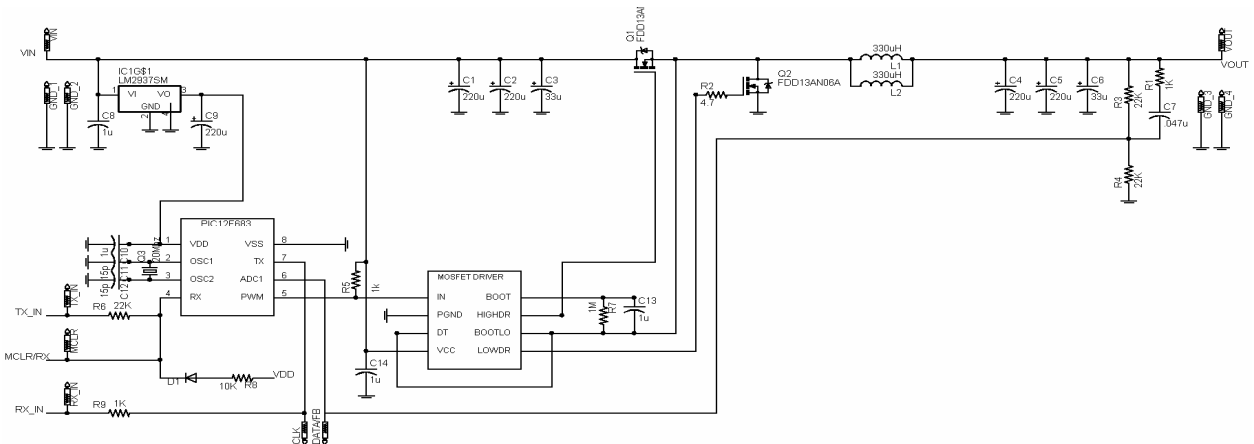 VIN
VIN
GND_1
GND_2
IC1G$1
LM2937SM
1
VI
VO
3
GND
2
4
C8
1u
C9
220u
C1
220u
C2
220u
C3
33u
Q1
FDD13AI
R2
4.7
Q2
FDD13AN06A
330uH
L1
330uH
L2
C4
220u
C5
220u
C6
33u
R3
22K
R1
1K
C7
.047u
R4
22K
GND_3
GND_4
VOUT
VOUT
PIC12F683
1
VDD
VSS
8
2
OSC1
TX
7
3
OSC2
ADC1
6
4
RX
PWM
5
1u
C10
15p
C11
15p
C12
Q3
20Mhz
TX_IN
TX_IN
R6
22K
MCLR
MCLR/RX
D1
10K
R8
VDD
RX_IN
RX_IN
R9
1K
CLK
DATA/FB
R5
1k
C14
1u
MOSFET DRIVER
IN
BOOT
PGND
HIGHDR
DT
BOOTLO
VCC
LOWDR
1M
R7
C13
1u